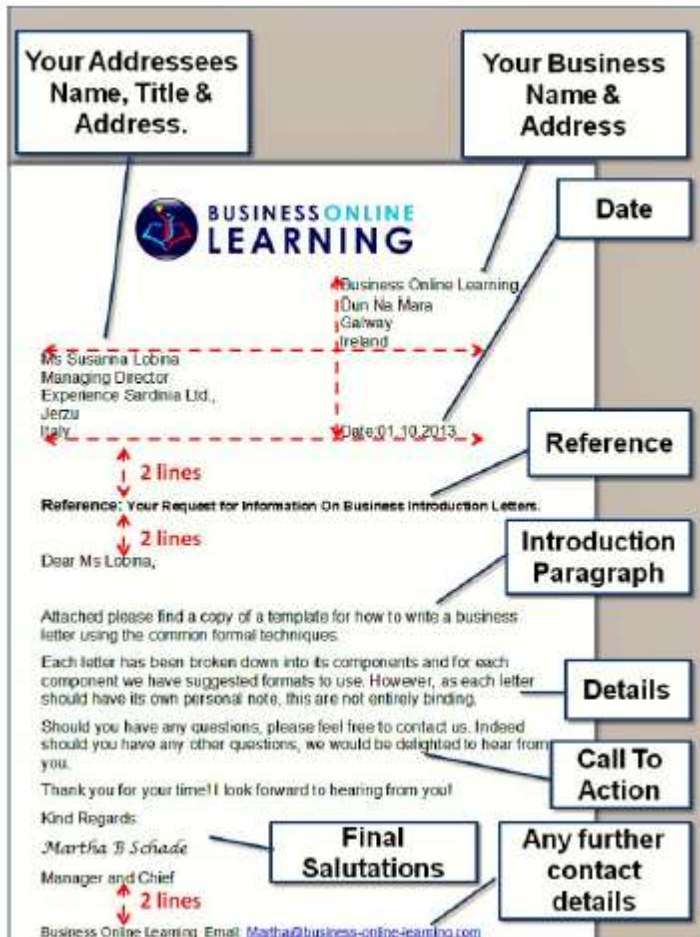 Your Addressees
Name, Title &
Address.
Your Business
Name &
Address
Date
BUSINESS ONLINE
LEARNING
Business Online Learning,
Dun Na Mara
Galway
Ireland
Ms Susanna Lobina
Managing Director
Experience Sardinia Ltd.,
Jerzu
Italy
Date:01.10.2013
Reference
2 lines
Reference: Your Request for Information On Business Introduction Letters.
2 lines
Dear Ms Lobina,
Introduction
Paragraph
Attached please find a copy of a template for how to write a business
letter using the common formal techniques.
Each letter has been broken down into its components and for each
component we have suggested formats to use. However, as each letter
should have its own personal note, this are not entirely binding.
Details
Should you have any questions, please feel free to contact us. Indeed
should you have any other questions, we would be delighted to hear from
you.
Call To
Action
Thank you for your time! I look forward to hearing from you!
Kind Regards
Martha B Schade
Manager and Chief
Final
Salutations
Any further
contact
details
2 lines
Business Online Learning Email: Martha@business-online-learning.com